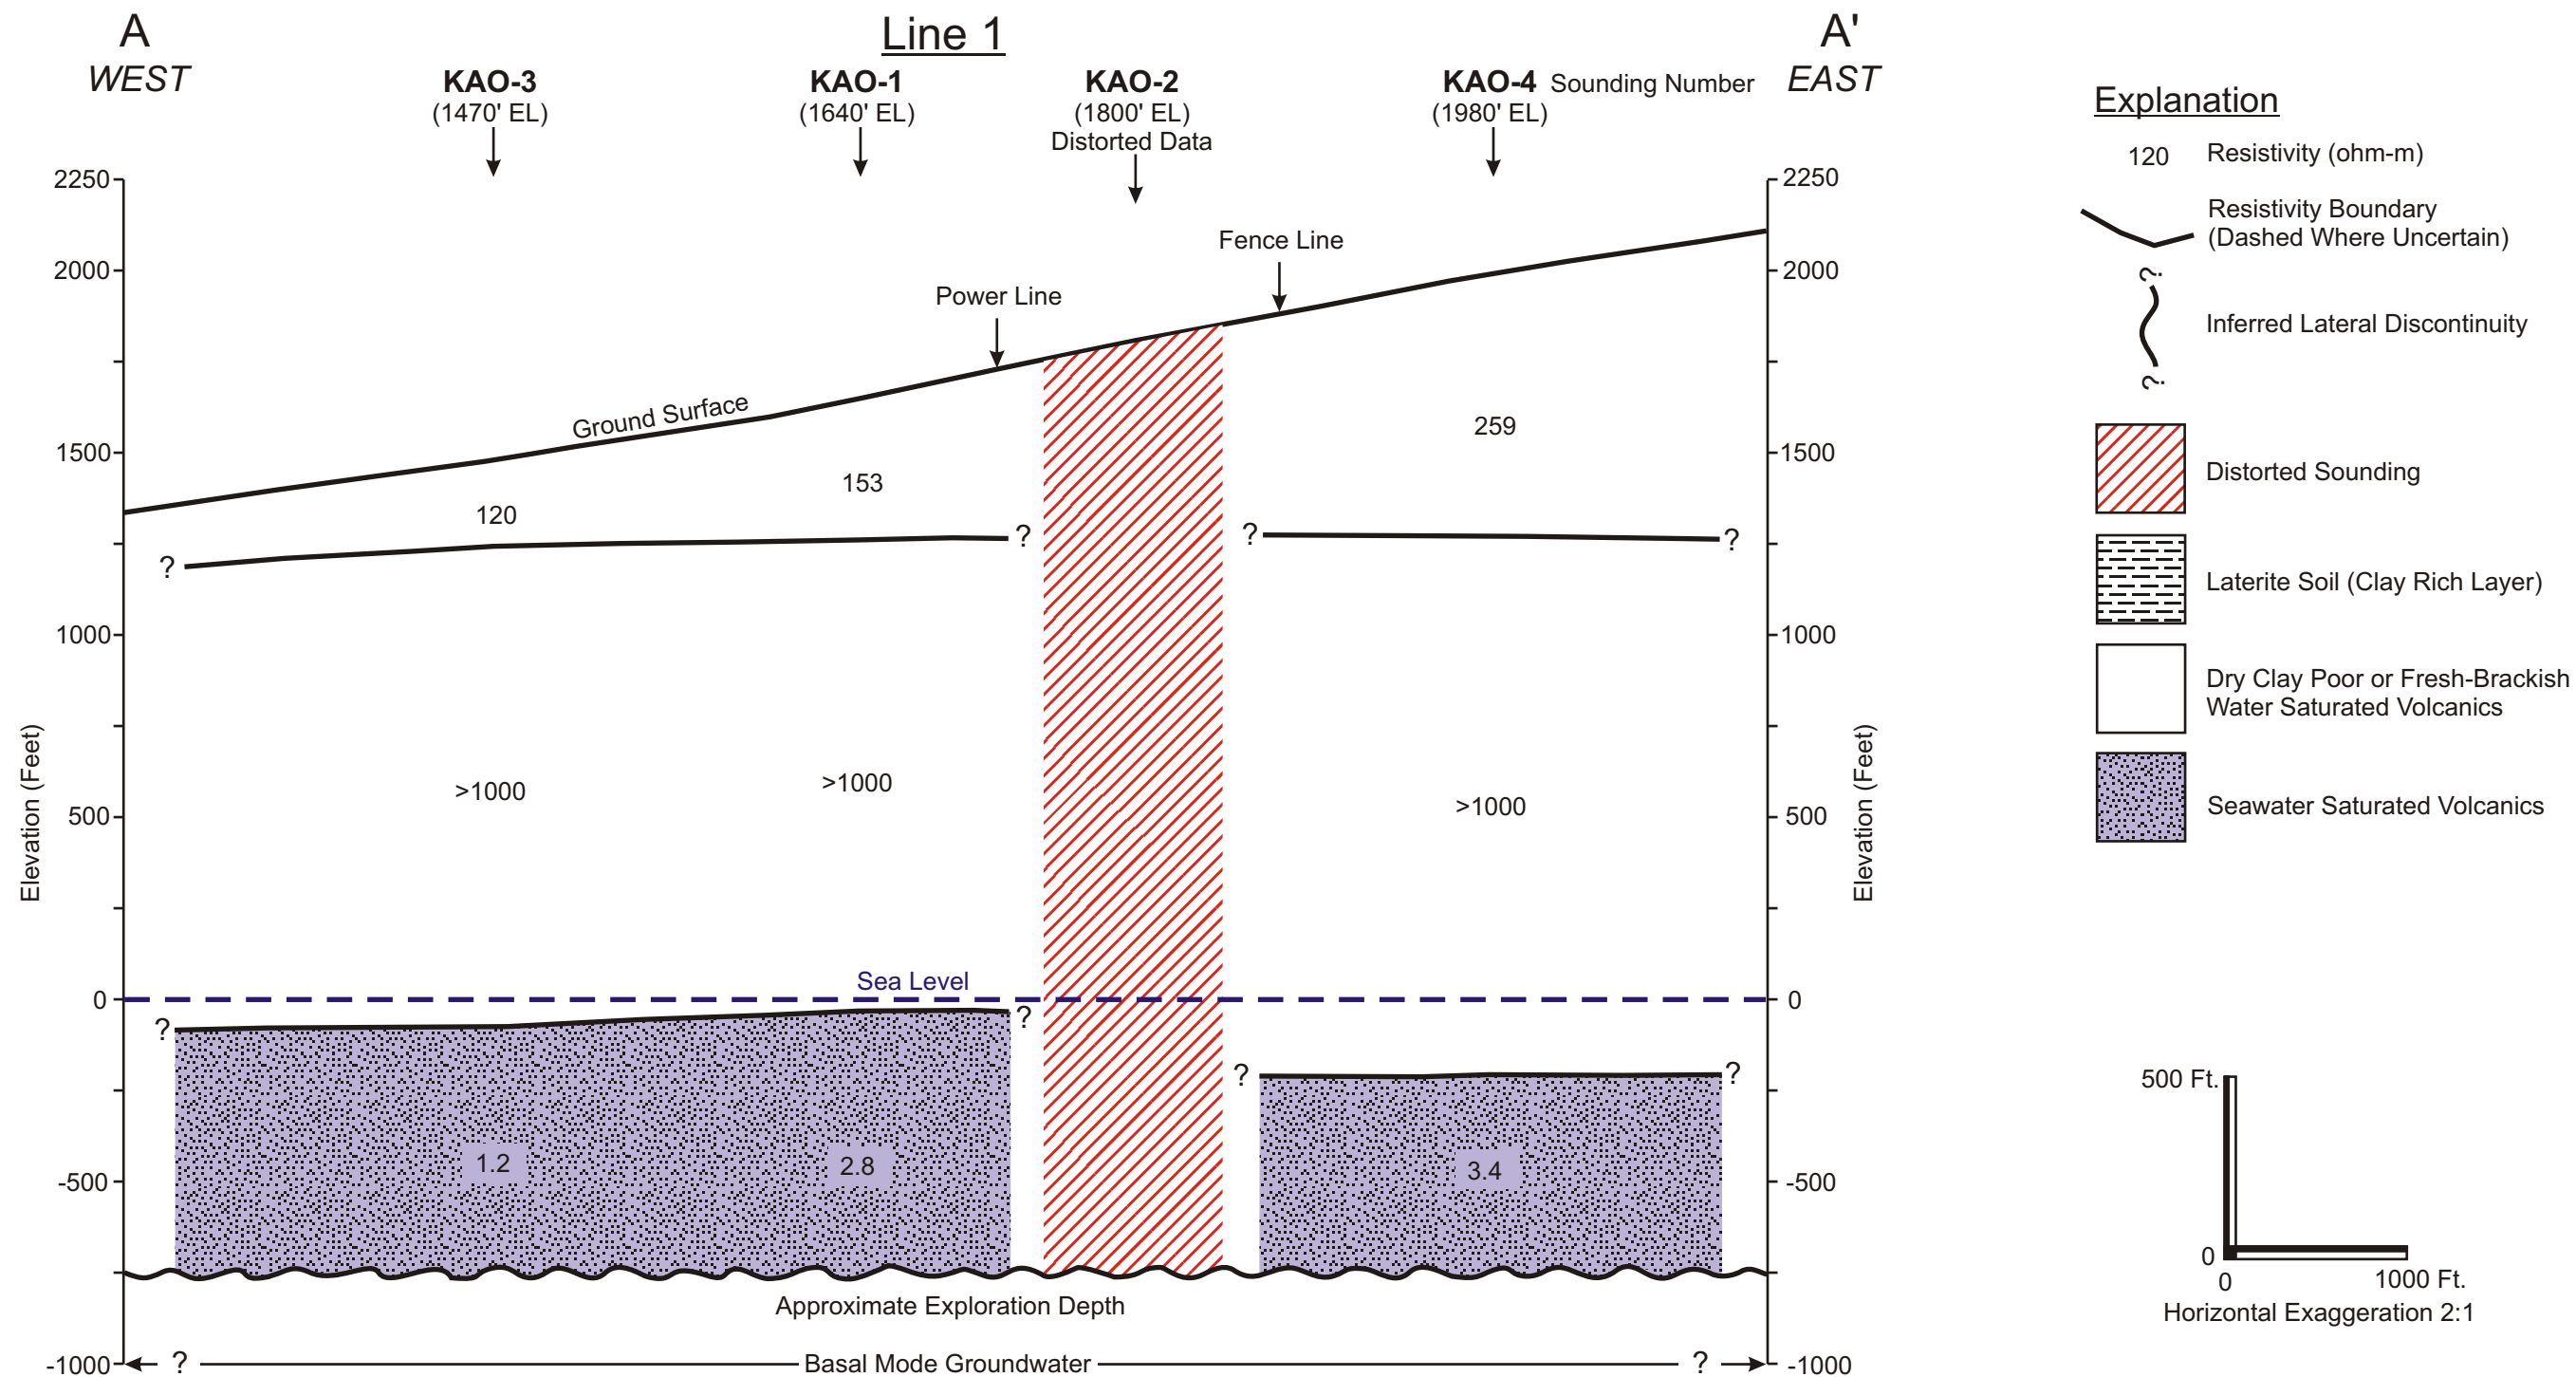 A
WEST
Line 1
A'
EAST
KAO-3
(1470' EL)
KAO-1
(1640' EL)
KAO-2
(1800' EL)
Distorted Data
KAO-4
(1980' EL)
Sounding Number
2250
2000
1500
1000
500
0
-500
-1000
Elevation (Feet)
2250
2000
1500
1000
500
0
-500
-1000
Elevation (Feet)
Power Line
Fence Line
Ground Surface
120
153
259
?
?
?
?
>1000
>1000
>1000
Sea Level
?
?
?
?
1.2
2.8
3.4
Approximate Exploration Depth
? Basal Mode Groundwater ?
Explanation
120 Resistivity (ohm-m)
Resistivity Boundary
(Dashed Where Uncertain)
?
Inferred Lateral Discontinuity
?
Distorted Sounding
Laterite Soil (Clay Rich Layer)
Dry Clay Poor or Fresh-Brackish
Water Saturated Volcanics
Seawater Saturated Volcanics
500 Ft.
0
0
1000 Ft.
Horizontal Exaggeration 2:1